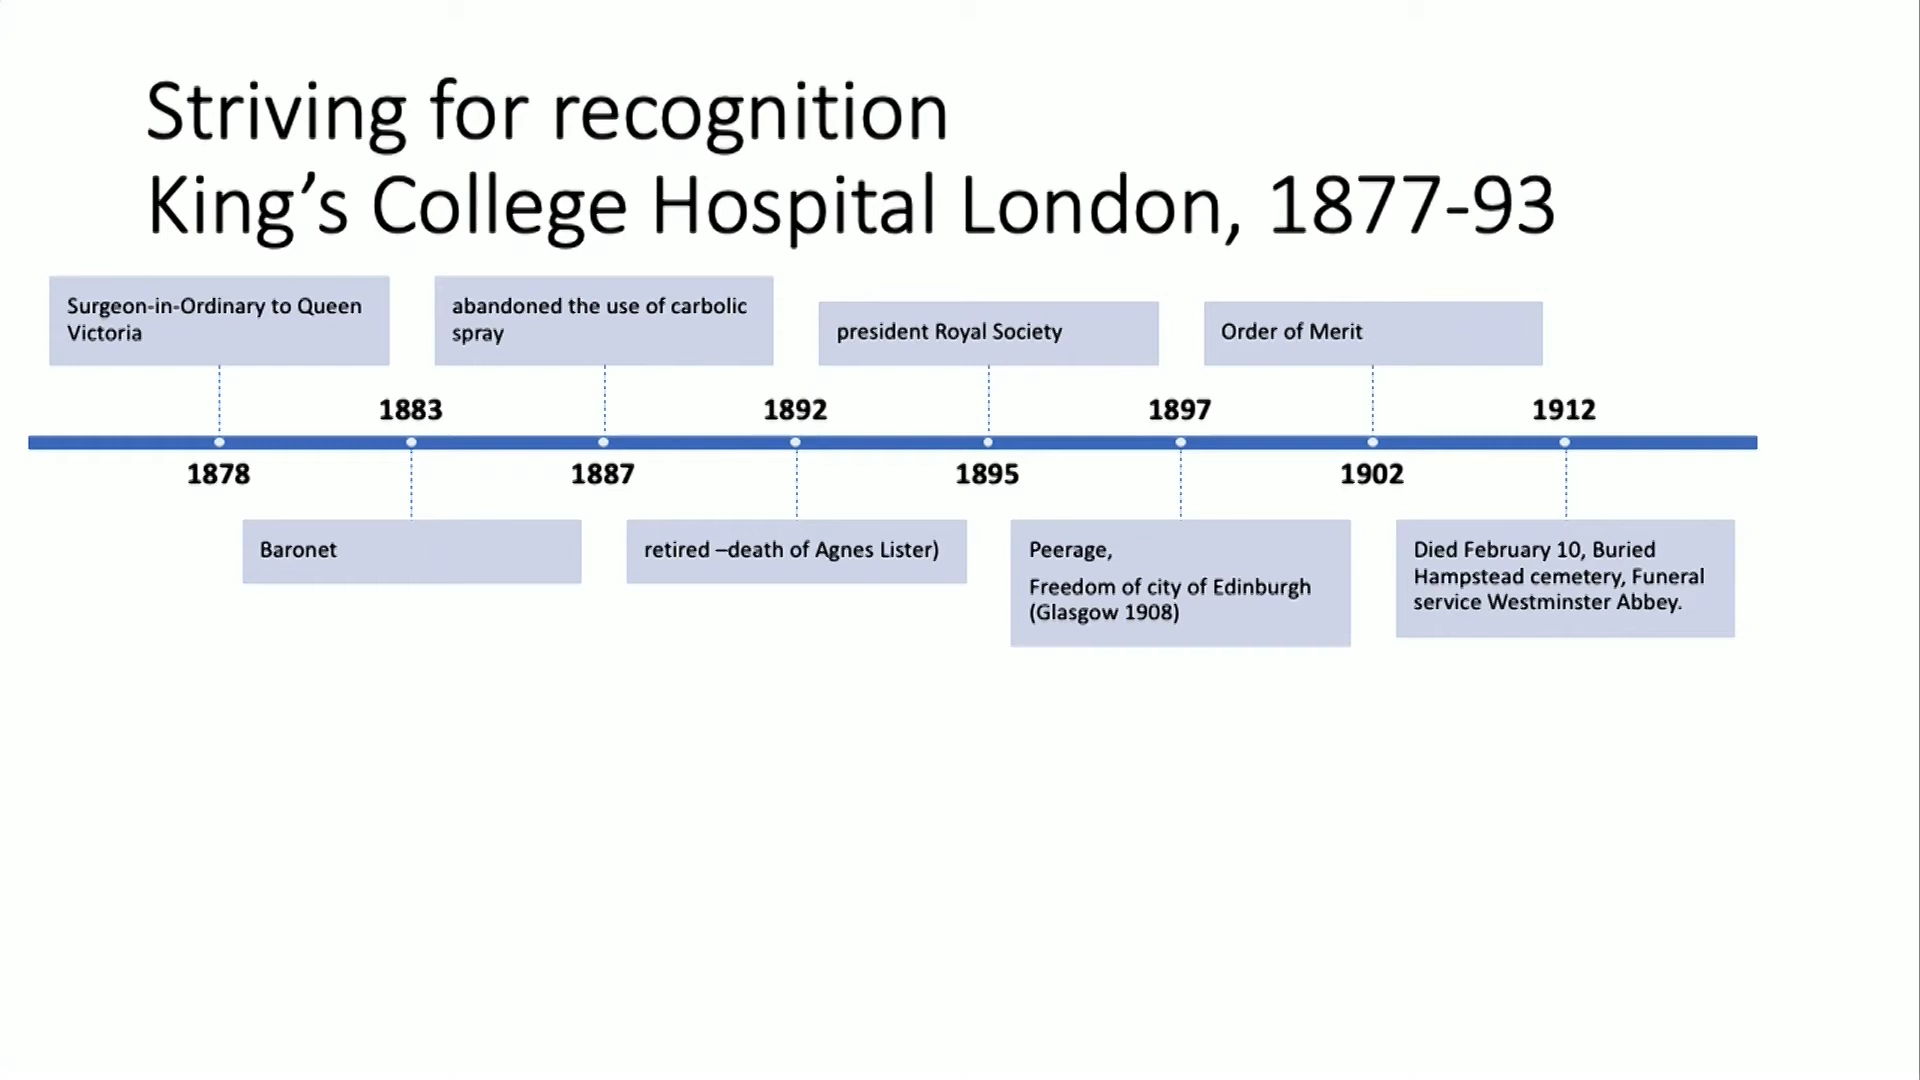 Striving for recognition
King’s College Hospital London, 1877-93
Surgeon-in-Ordinary to Queen
Victoria
abandoned the use of carbolic
spray
president Royal Society
Order of Merit
1883
1892
1897
1912
1878
1887
1895
1902
Baronet
retired –death of Agnes Lister)
Peerage,
Freedom of city of Edinburgh
(Glasgow 1908)
Died February 10, Buried
Hampstead cemetery, Funeral
service Westminster Abbey.